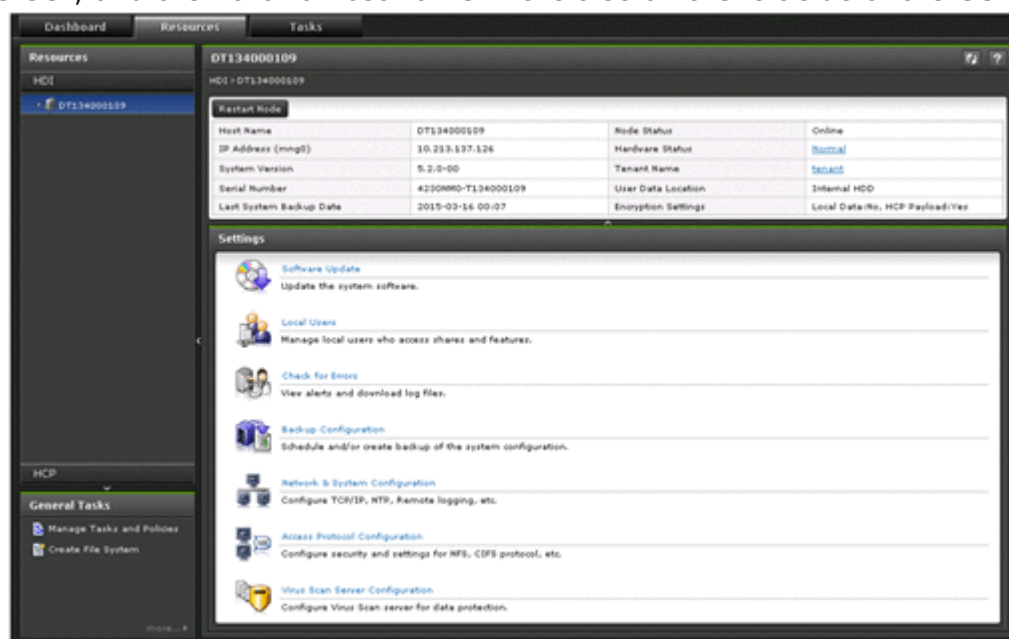 Dashboard Resources Tasks
Resources
HDI
DT134000109
HCP
General Tasks
Manage Tasks and Policies
Create File System
more...
DT134000109
HDI > DT134000109
Restart Node
Host Name DT134000109 Node Status Online
IP Address (mng0) 10.213.137.126 Hardware Status Normal
System Version 5.2.0-00 Tenant Name tenant
Serial Number 4230NM0-T134000109 User Data Location Internal HDD
Last System Backup Date 2015-03-16 00:07 Encryption Settings Local Data:No, HCP Payload:Yes
Settings
Software Update
Update the system software.
Local Users
Manage local users who access shares and features.
Check for Errors
View alerts and download log files.
Backup Configuration
Schedule and/or create backup of the system configuration.
Network & System Configuration
Configure TCP/IP, NTP, Remote logging, etc.
Access Protocol Configuration
Configure security and settings for NFS, CIFS protocol, etc.
Virus Scan Server Configuration
Configure Virus Scan server for data protection.